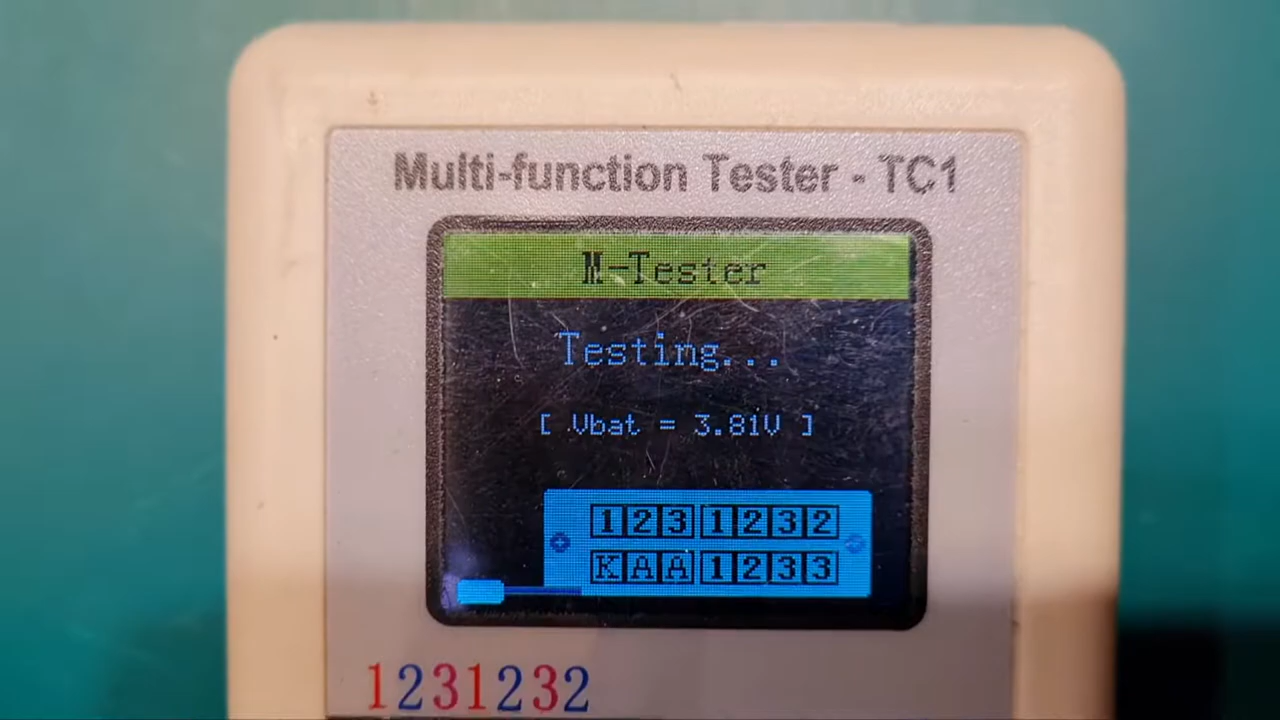 Multi-function Tester - TC1
M-Tester
Testing...
[ Vbat = 3.81V ]
1231232
KAA1233
1231232